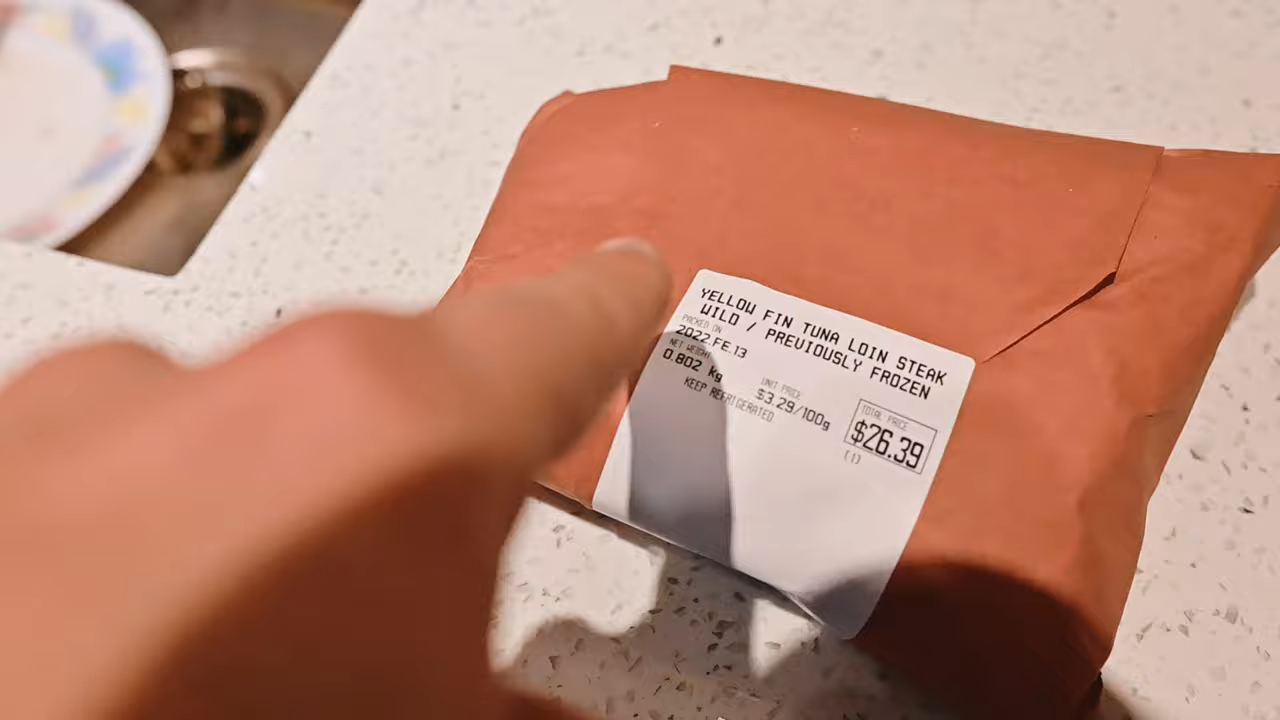 YELLOW FIN TUNA LOIN STEAK
WILD / PREVIOUSLY FROZEN
PACKED ON
2022.FE.13
NET WEIGHT
0.802 kg
UNIT PRICE
$3.29/100g
KEEP REFRIGERATED
TOTAL PRICE
$26.39
(1)